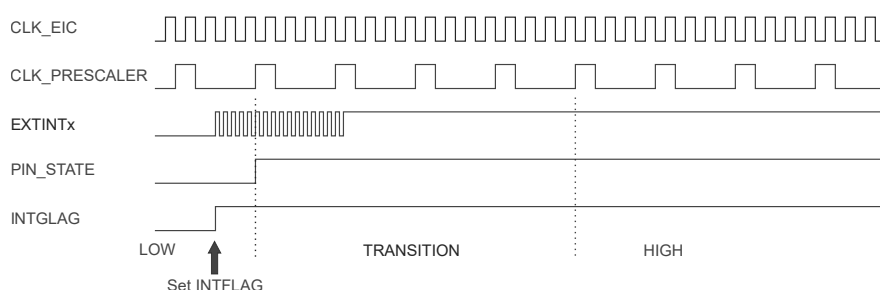 CLK_EIC
CLK_PRESCALER
EXTINTx
PIN_STATE
INTGLAG
LOW TRANSITION HIGH
Set INTFLAG